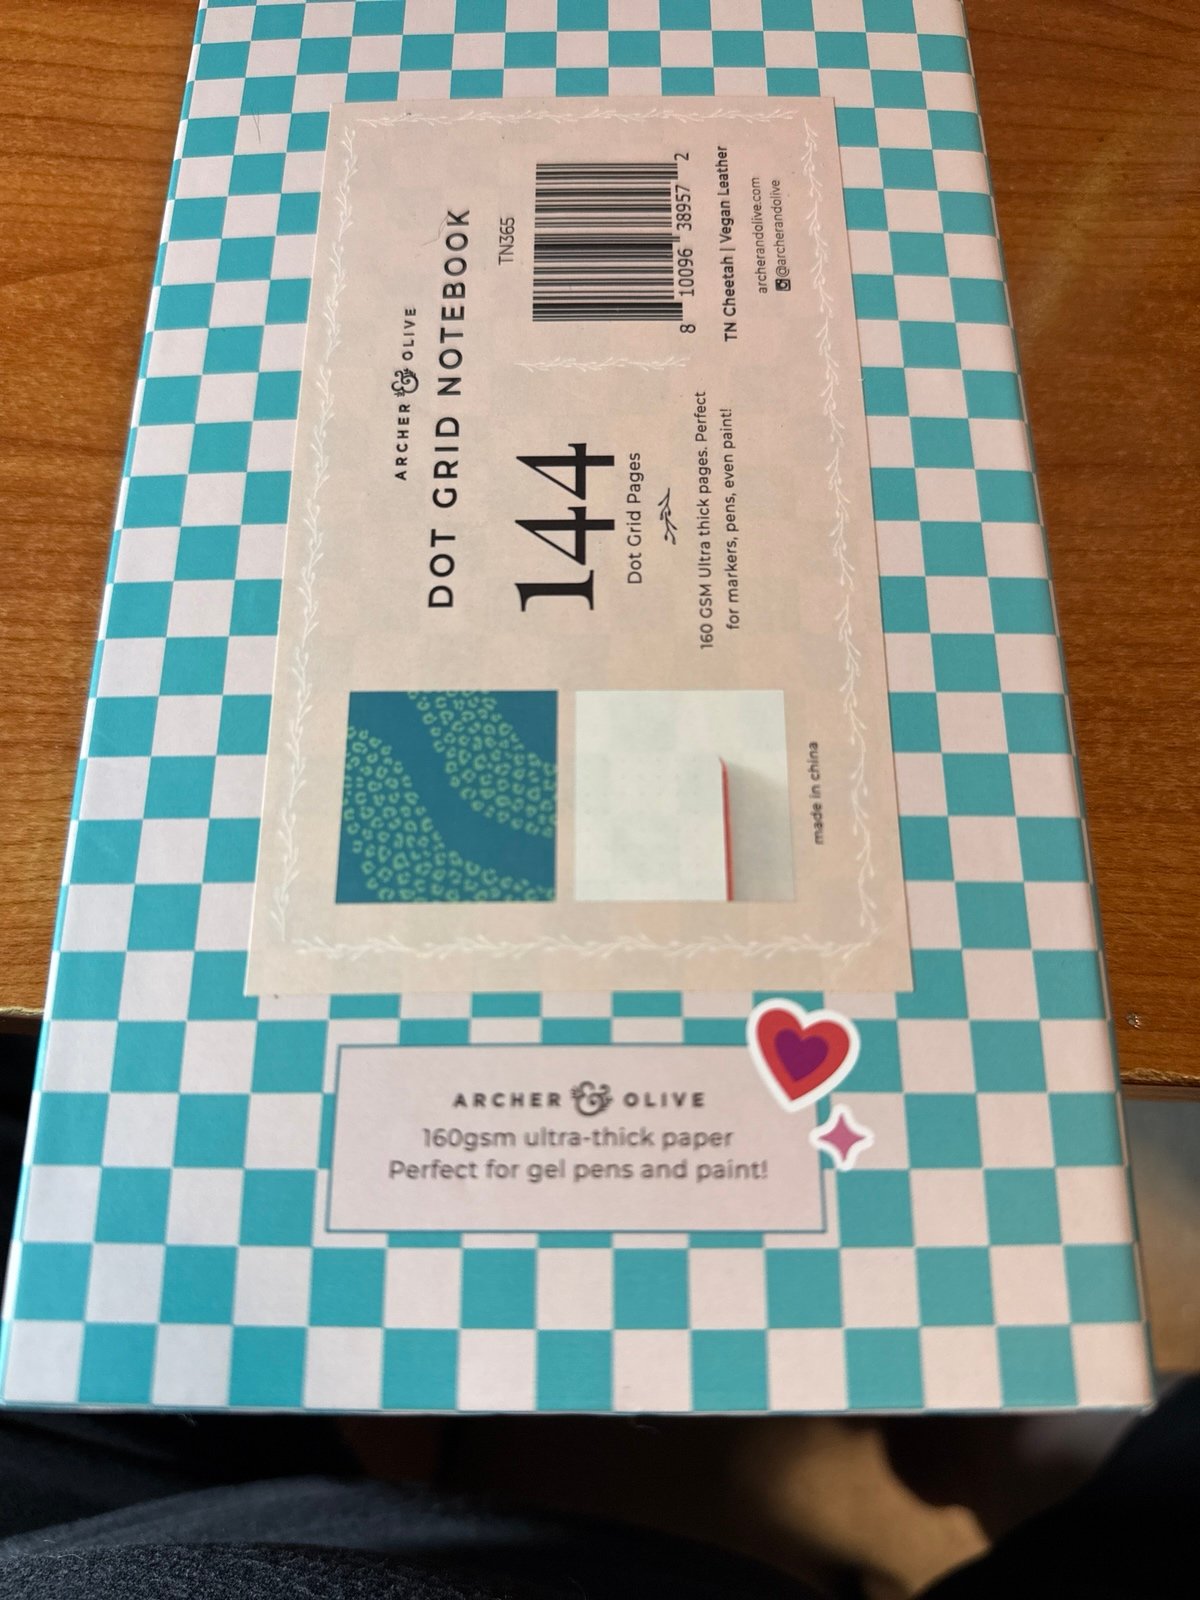 ARCHER & OLIVE
DOT GRID NOTEBOOK
144
Dot Grid Pages
160 GSM Ultra thick pages. Perfect
for markers, pens, even paint!
TN365
8 10096 38957 2
TN Cheetah | Vegan Leather
archerandolive.com
@archerandolive
made in china
ARCHER & OLIVE
160gsm ultra-thick paper
Perfect for gel pens and paint!